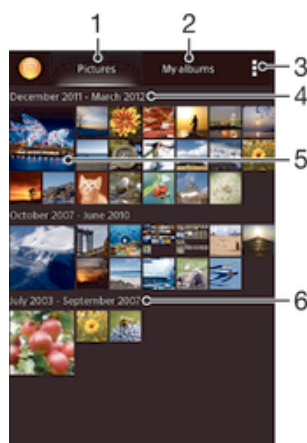 1
2
Pictures
My albums
3
December 2011 - March 2012
4
5
October 2007 - June 2010
July 2003 - September 2007
6